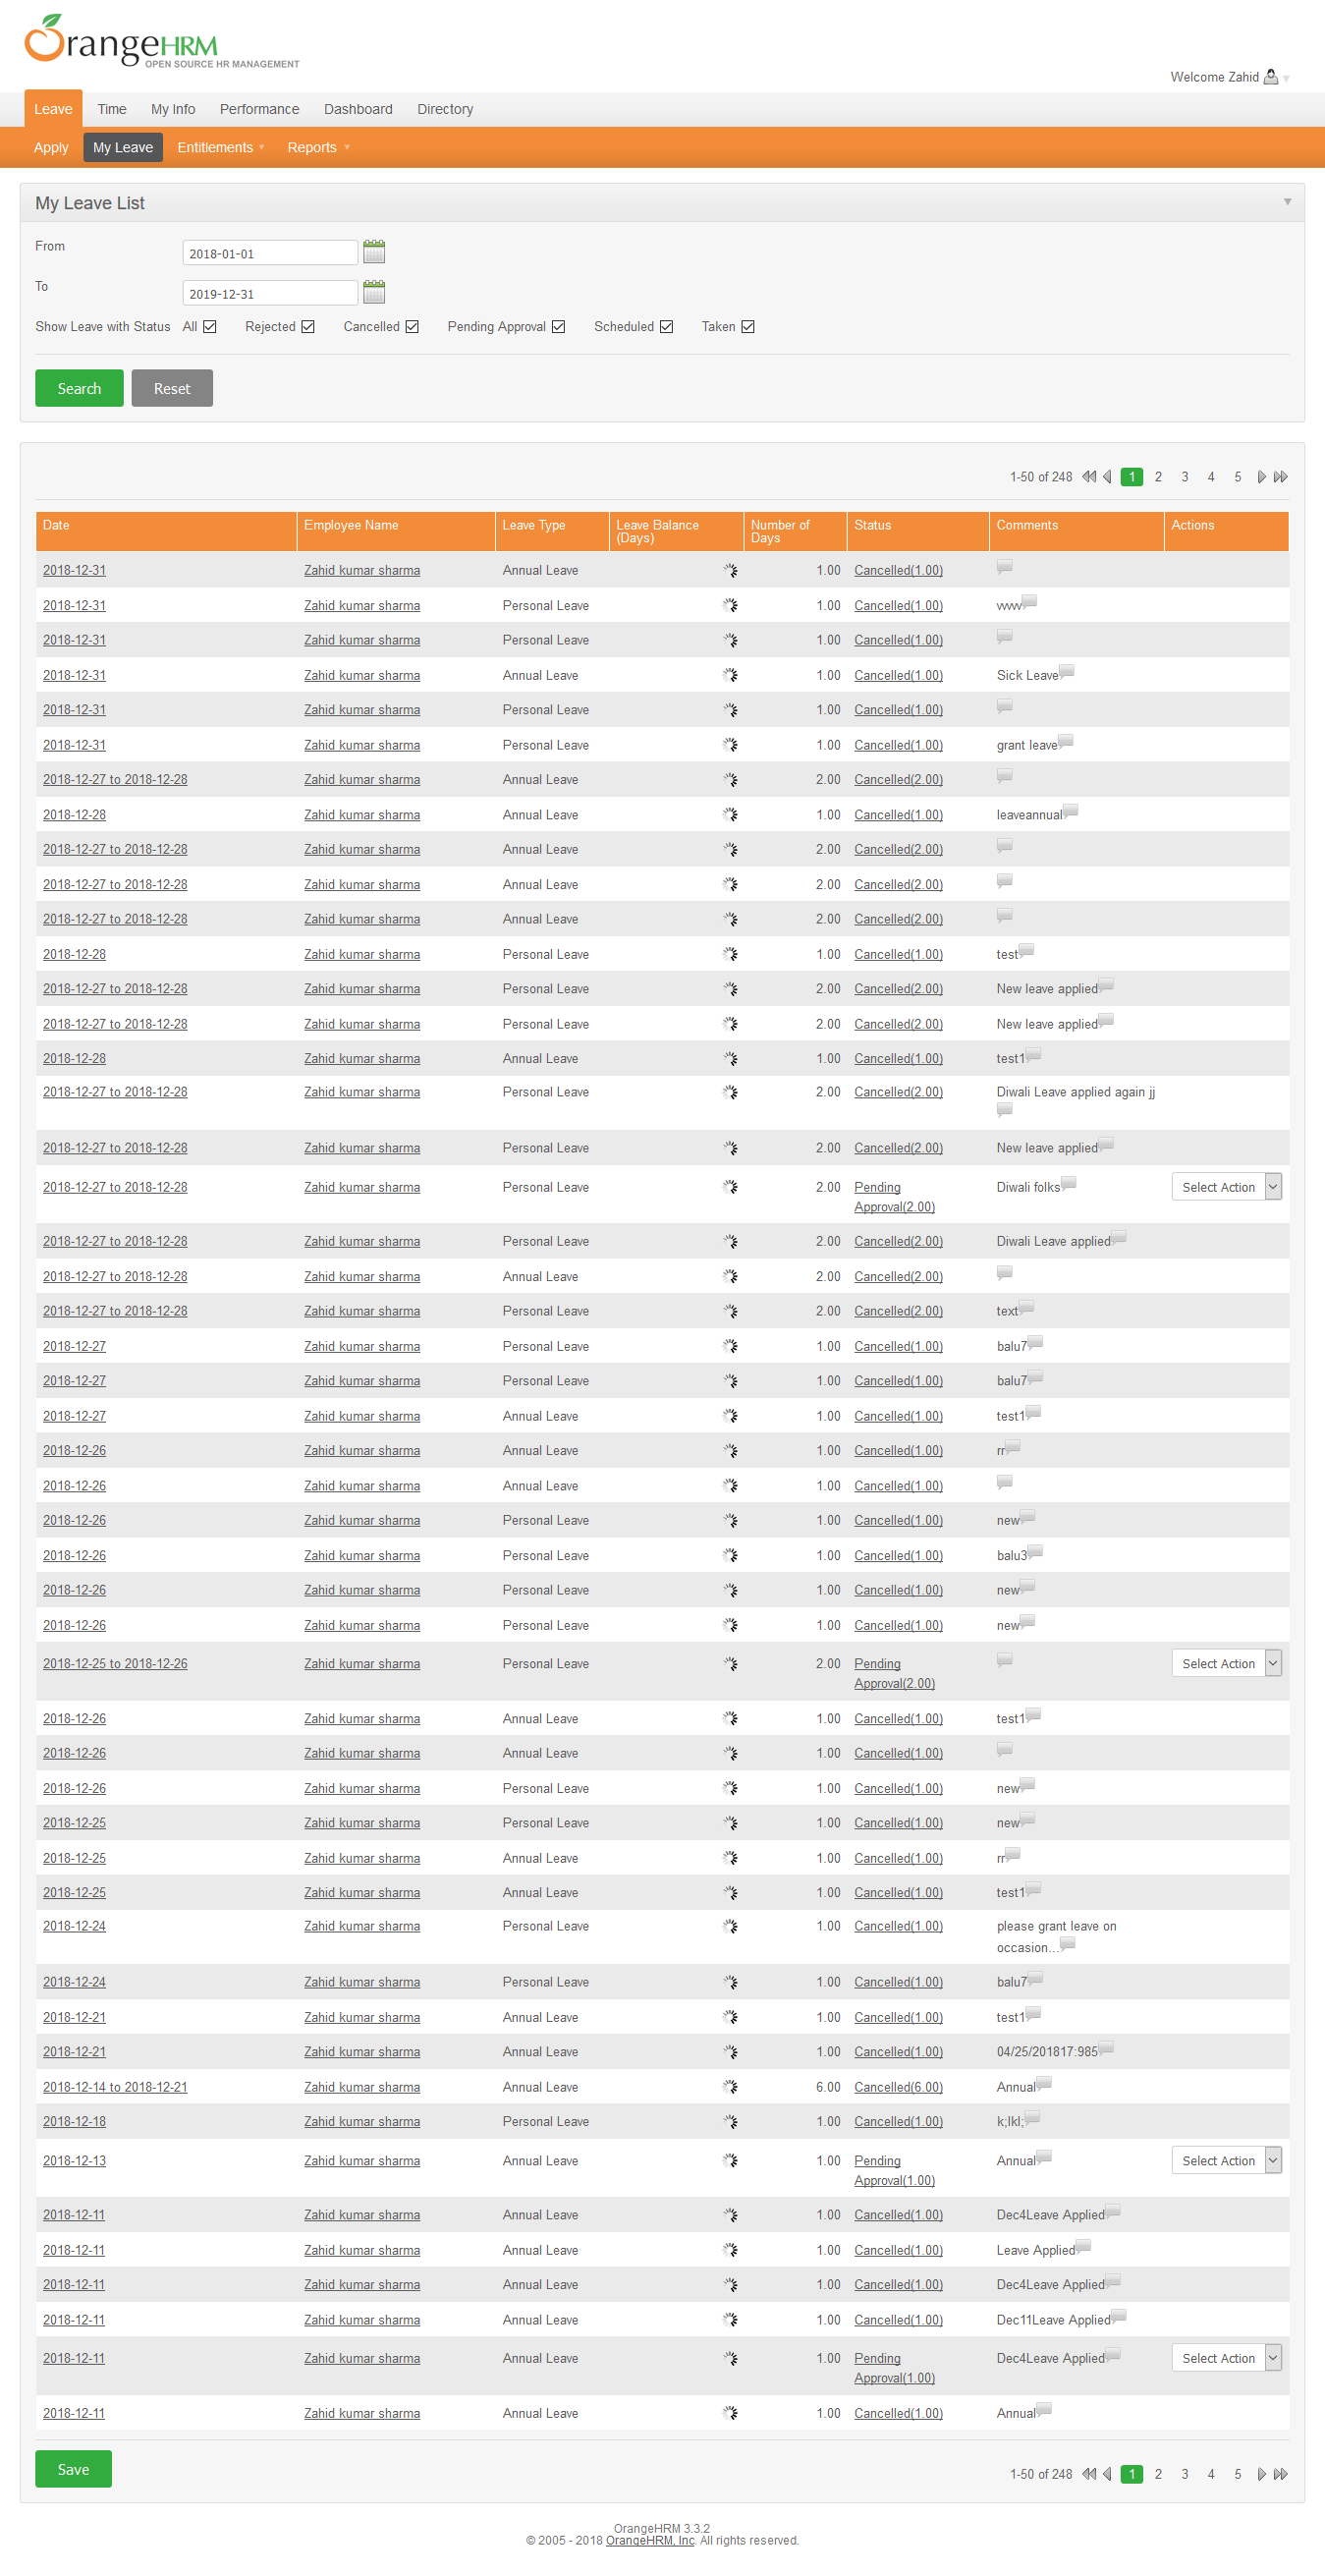 OrangeHRM
OPEN SOURCE HR MANAGEMENT
Welcome Zahid
Leave Time My Info Performance Dashboard Directory
Apply My Leave Entitlements Reports
My Leave List
From 2018-01-01
To 2019-12-31
Show Leave with Status All Rejected Cancelled Pending Approval Scheduled Taken
Search Reset
1-50 of 248 1 2 3 4 5
Date Employee Name Leave Type Leave Balance (Days) Number of Days Status Comments Actions
2018-12-31 Zahid kumar sharma Annual Leave 1.00 Cancelled(1.00)
2018-12-31 Zahid kumar sharma Personal Leave 1.00 Cancelled(1.00)
2018-12-31 Zahid kumar sharma Personal Leave 1.00 Cancelled(1.00)
2018-12-31 Zahid kumar sharma Annual Leave 1.00 Cancelled(1.00) Sick Leave
2018-12-31 Zahid kumar sharma Personal Leave 1.00 Cancelled(1.00)
2018-12-31 Zahid kumar sharma Personal Leave 1.00 Cancelled(1.00) grant leave
2018-12-27 to 2018-12-28 Zahid kumar sharma Annual Leave 2.00 Cancelled(2.00)
2018-12-28 Zahid kumar sharma Annual Leave 1.00 Cancelled(1.00) leaveannual
2018-12-27 to 2018-12-28 Zahid kumar sharma Annual Leave 2.00 Cancelled(2.00)
2018-12-27 to 2018-12-28 Zahid kumar sharma Annual Leave 2.00 Cancelled(2.00)
2018-12-27 to 2018-12-28 Zahid kumar sharma Annual Leave 2.00 Cancelled(2.00)
2018-12-28 Zahid kumar sharma Personal Leave 1.00 Cancelled(1.00) test
2018-12-27 to 2018-12-28 Zahid kumar sharma Personal Leave 2.00 Cancelled(2.00) New leave applied
2018-12-27 to 2018-12-28 Zahid kumar sharma Personal Leave 2.00 Cancelled(2.00) New leave applied
2018-12-28 Zahid kumar sharma Annual Leave 1.00 Cancelled(1.00) test1
2018-12-27 to 2018-12-28 Zahid kumar sharma Personal Leave 2.00 Cancelled(2.00) Diwali Leave applied again jj
2018-12-27 to 2018-12-28 Zahid kumar sharma Personal Leave 2.00 Cancelled(2.00) New leave applied
2018-12-27 to 2018-12-28 Zahid kumar sharma Personal Leave 2.00 Pending Approval(2.00) Diwali folks Select Action
2018-12-27 to 2018-12-28 Zahid kumar sharma Personal Leave 2.00 Cancelled(2.00) Diwali Leave applied
2018-12-27 to 2018-12-28 Zahid kumar sharma Annual Leave 2.00 Cancelled(2.00)
2018-12-27 to 2018-12-28 Zahid kumar sharma Personal Leave 2.00 Cancelled(2.00) text
2018-12-27 Zahid kumar sharma Personal Leave 1.00 Cancelled(1.00) balu7
2018-12-27 Zahid kumar sharma Personal Leave 1.00 Cancelled(1.00) balu7
2018-12-27 Zahid kumar sharma Annual Leave 1.00 Cancelled(1.00) test1
2018-12-26 Zahid kumar sharma Annual Leave 1.00 Cancelled(1.00) rr
2018-12-26 Zahid kumar sharma Annual Leave 1.00 Cancelled(1.00)
2018-12-26 Zahid kumar sharma Personal Leave 1.00 Cancelled(1.00) new
2018-12-26 Zahid kumar sharma Personal Leave 1.00 Cancelled(1.00) balu3
2018-12-26 Zahid kumar sharma Personal Leave 1.00 Cancelled(1.00) new
2018-12-26 Zahid kumar sharma Personal Leave 1.00 Cancelled(1.00) new
2018-12-25 to 2018-12-26 Zahid kumar sharma Personal Leave 2.00 Pending Approval(2.00) Select Action
2018-12-26 Zahid kumar sharma Annual Leave 1.00 Cancelled(1.00) test1
2018-12-26 Zahid kumar sharma Annual Leave 1.00 Cancelled(1.00)
2018-12-26 Zahid kumar sharma Personal Leave 1.00 Cancelled(1.00) new
2018-12-25 Zahid kumar sharma Personal Leave 1.00 Cancelled(1.00) new
2018-12-25 Zahid kumar sharma Annual Leave 1.00 Cancelled(1.00) rr
2018-12-25 Zahid kumar sharma Annual Leave 1.00 Cancelled(1.00) test1
2018-12-24 Zahid kumar sharma Personal Leave 1.00 Cancelled(1.00) please grant leave on occasion...
2018-12-24 Zahid kumar sharma Personal Leave 1.00 Cancelled(1.00) balu7
2018-12-21 Zahid kumar sharma Annual Leave 1.00 Cancelled(1.00) test1
2018-12-21 Zahid kumar sharma Annual Leave 1.00 Cancelled(1.00) 04/25/201817:985
2018-12-14 to 2018-12-21 Zahid kumar sharma Annual Leave 6.00 Cancelled(6.00) Annual
2018-12-18 Zahid kumar sharma Personal Leave 1.00 Cancelled(1.00) k;lkl;
2018-12-13 Zahid kumar sharma Annual Leave 1.00 Pending Approval(1.00) Annual Select Action
2018-12-11 Zahid kumar sharma Annual Leave 1.00 Cancelled(1.00) Dec4Leave Applied
2018-12-11 Zahid kumar sharma Annual Leave 1.00 Cancelled(1.00) Leave Applied
2018-12-11 Zahid kumar sharma Annual Leave 1.00 Cancelled(1.00) Dec4Leave Applied
2018-12-11 Zahid kumar sharma Annual Leave 1.00 Cancelled(1.00) Dec11Leave Applied
2018-12-11 Zahid kumar sharma Annual Leave 1.00 Pending Approval(1.00) Dec4Leave Applied Select Action
2018-12-11 Zahid kumar sharma Annual Leave 1.00 Cancelled(1.00) Annual
Save
1-50 of 248 1 2 3 4 5
OrangeHRM 3.3.2
© 2005 - 2018 OrangeHRM, Inc. All rights reserved.